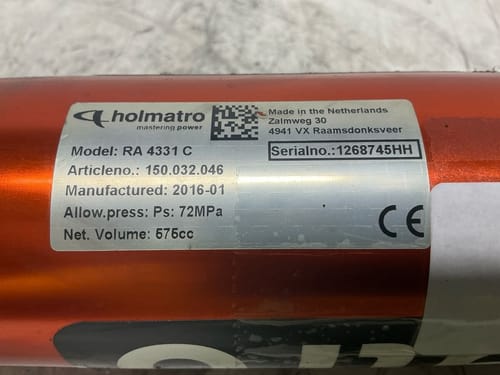 holmatro
mastering power
Made in the Netherlands
Zalmweg 30
4941 VX Raamsdonksveer
Model: RA 4331 C
Serialno.: 1268745HH
Articleno.: 150.032.046
Manufactured: 2016-01
Allow.press: Ps: 72MPa
Net. Volume: 575cc
CE